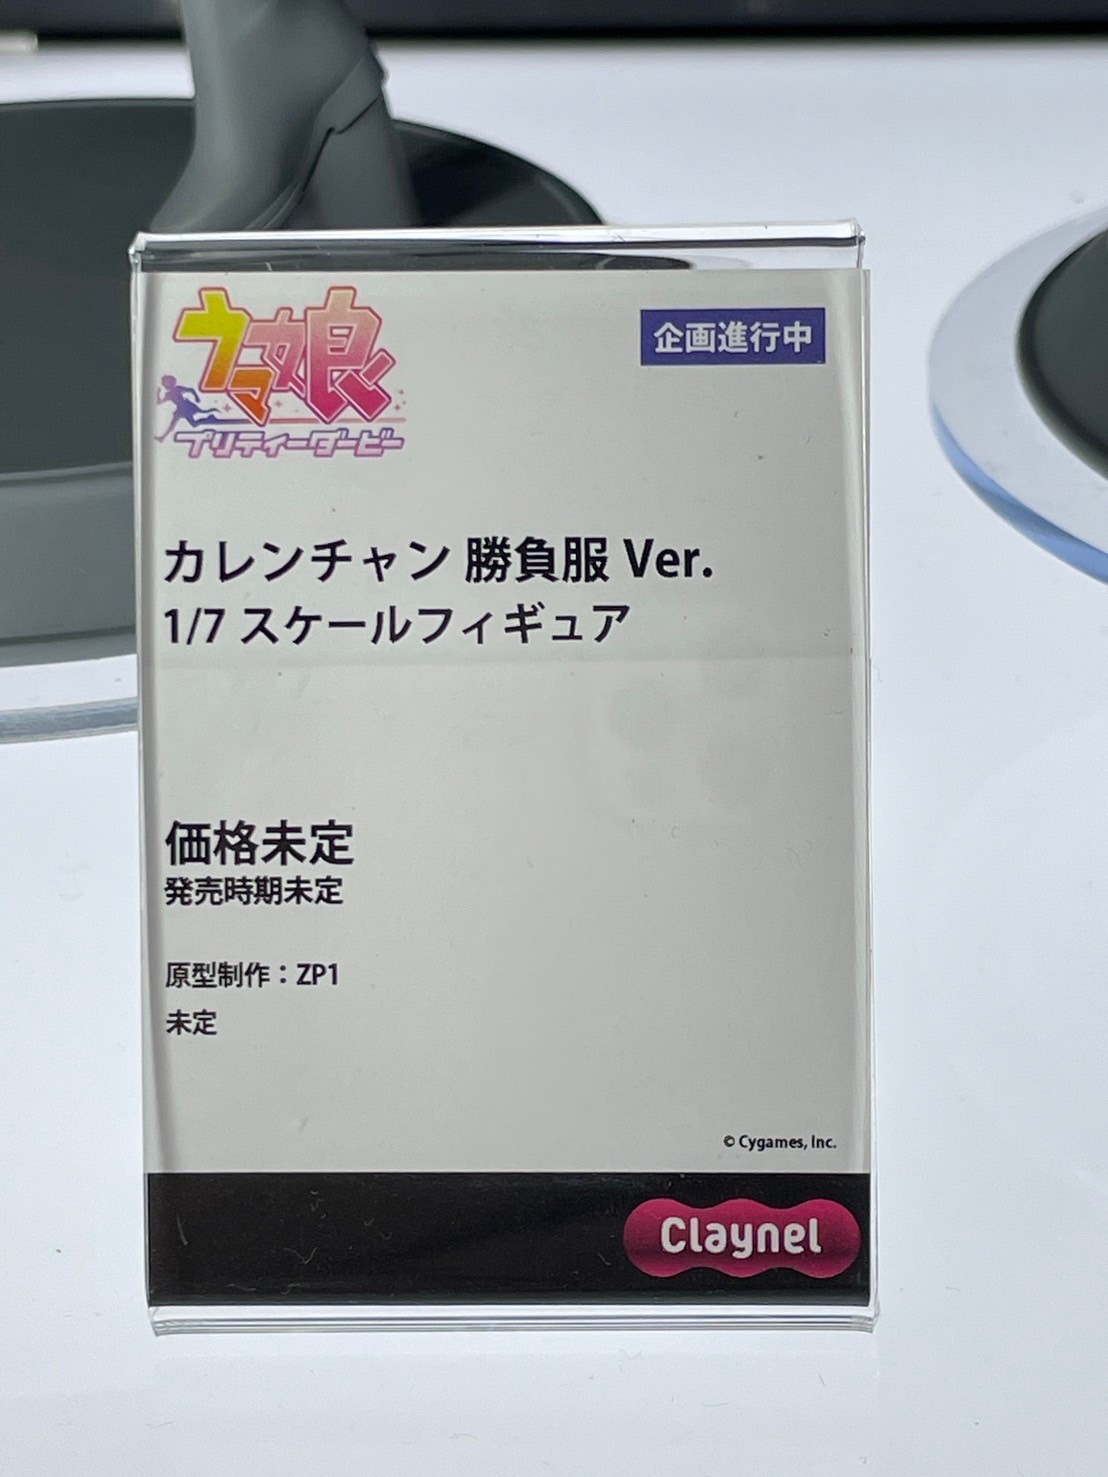 ウマ娘
プリティーダービー
企画進行中
カレンチャン 勝負服 Ver.
1/7 スケールフィギュア
価格未定
発売時期未定
原型制作：ZP1
未定
© Cygames, Inc.
Claynel